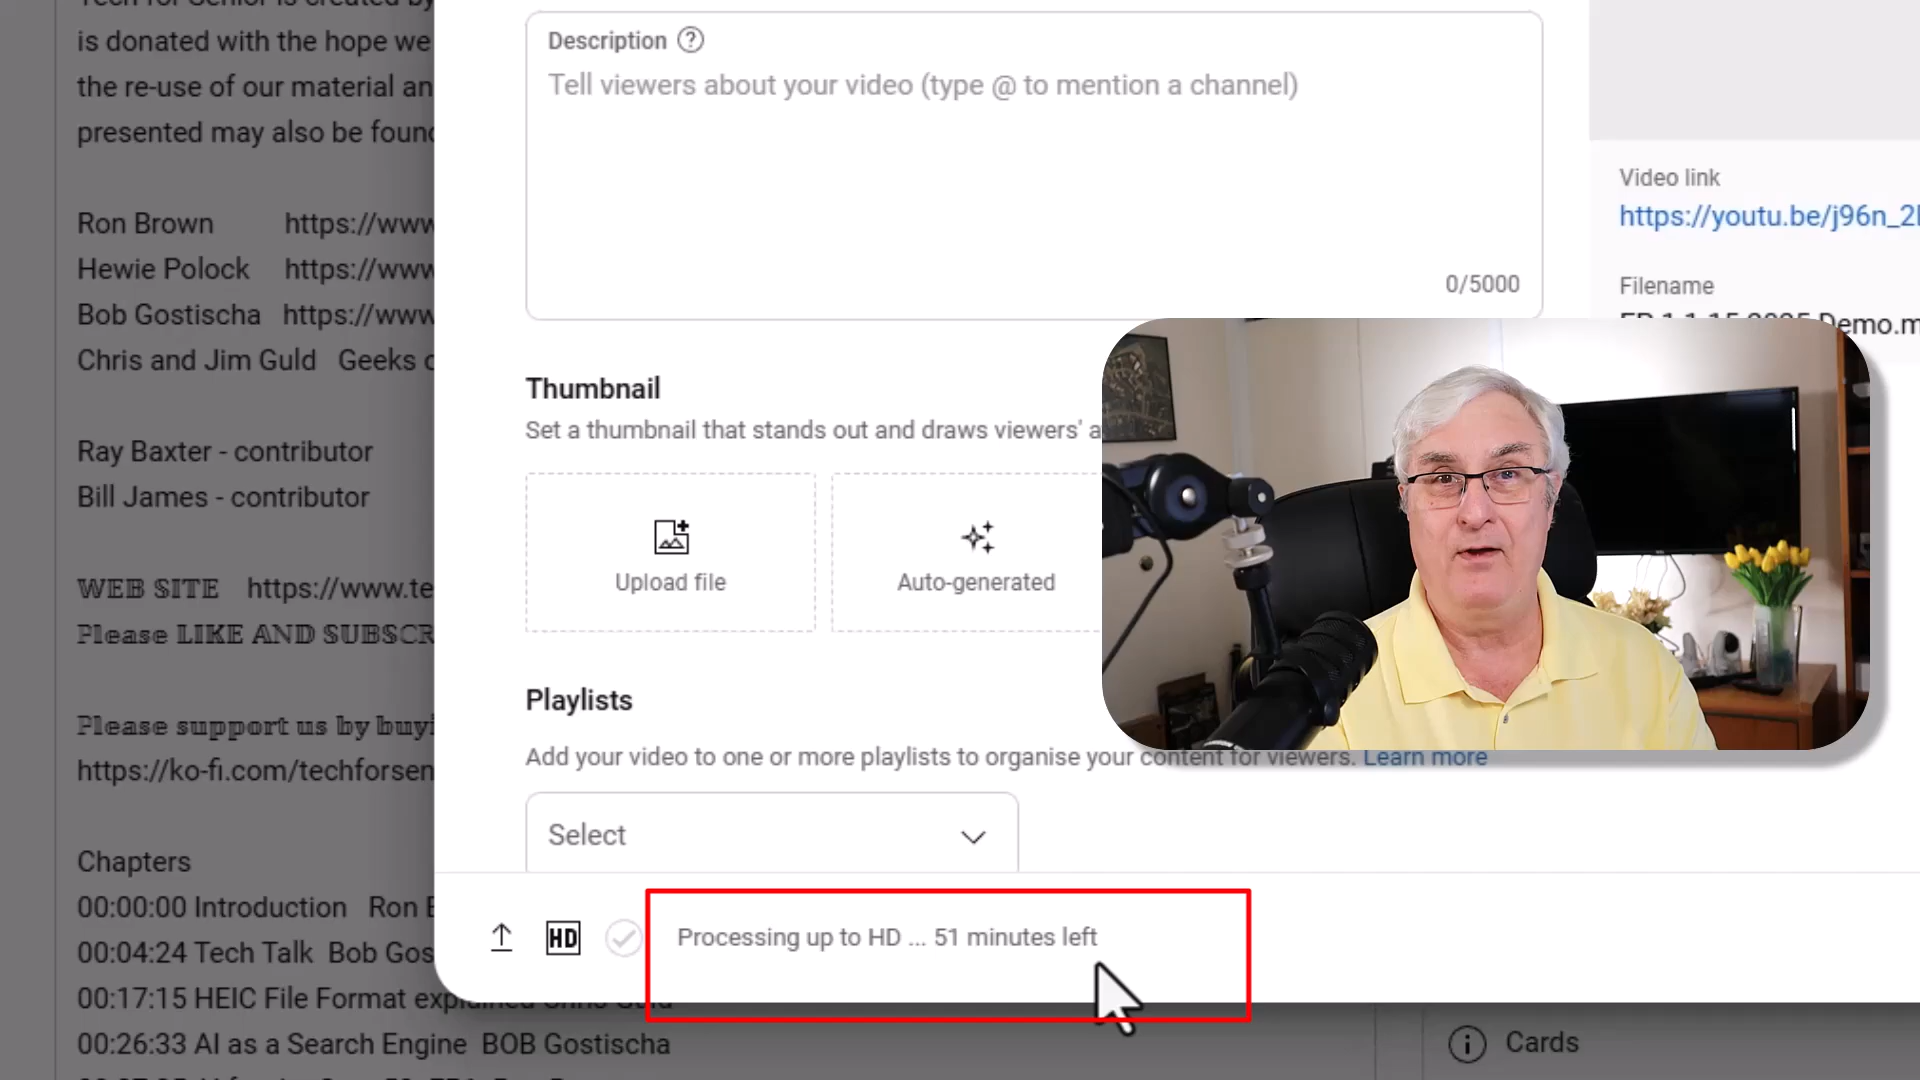 is donated with the hope we
the re-use of our material an
presented may also be found
Ron Brown https://www
Hewie Polock https://www
Bob Gostischa https://www
Chris and Jim Guld Geeks
Ray Baxter - contributor
Bill James - contributor
WEB SITE https://www.te
Please LIKE AND SUBSCR
Please support us by buyi
https://ko-fi.com/techforsen
Chapters
00:00:00 Introduction Ron
00:04:24 Tech Talk Bob Gos
00:17:15 HEIC File Format explained
00:26:33 AI as a Search Engine BOB Gostischa
Description ?
Tell viewers about your video (type @ to mention a channel)
0/5000
Thumbnail
Set a thumbnail that stands out and draws viewers' a
Upload file
Auto-generated
Playlists
Add your video to one or more playlists to organise your content for viewers. Learn more
Select
HD
Processing up to HD ... 51 minutes left
Video link
https://youtu.be/j96n_2
Filename
Demo.m
Cards